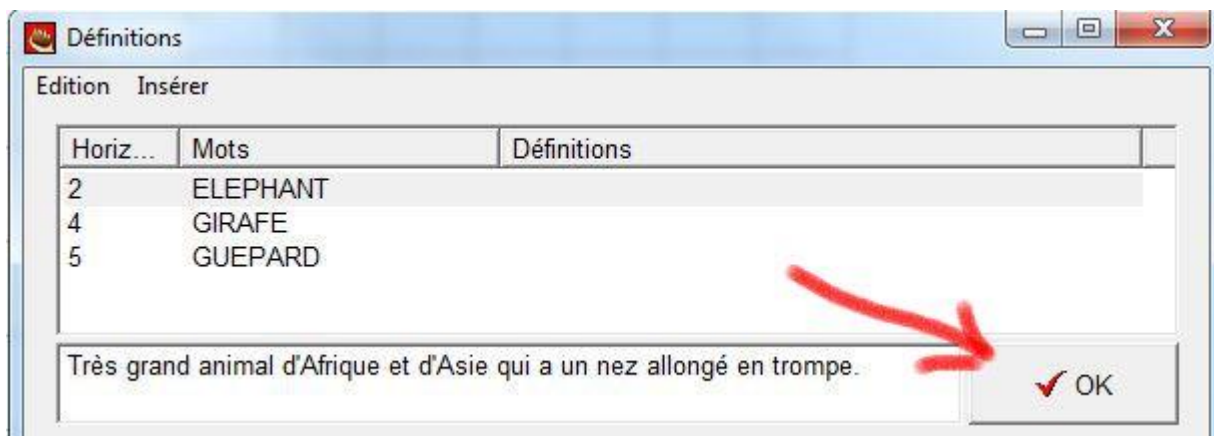 Définitions
Edition Insérer
Horiz... Mots Définitions
2 ELEPHANT
4 GIRAFE
5 GUEPARD
Très grand animal d'Afrique et d'Asie qui a un nez allongé en trompe.
OK